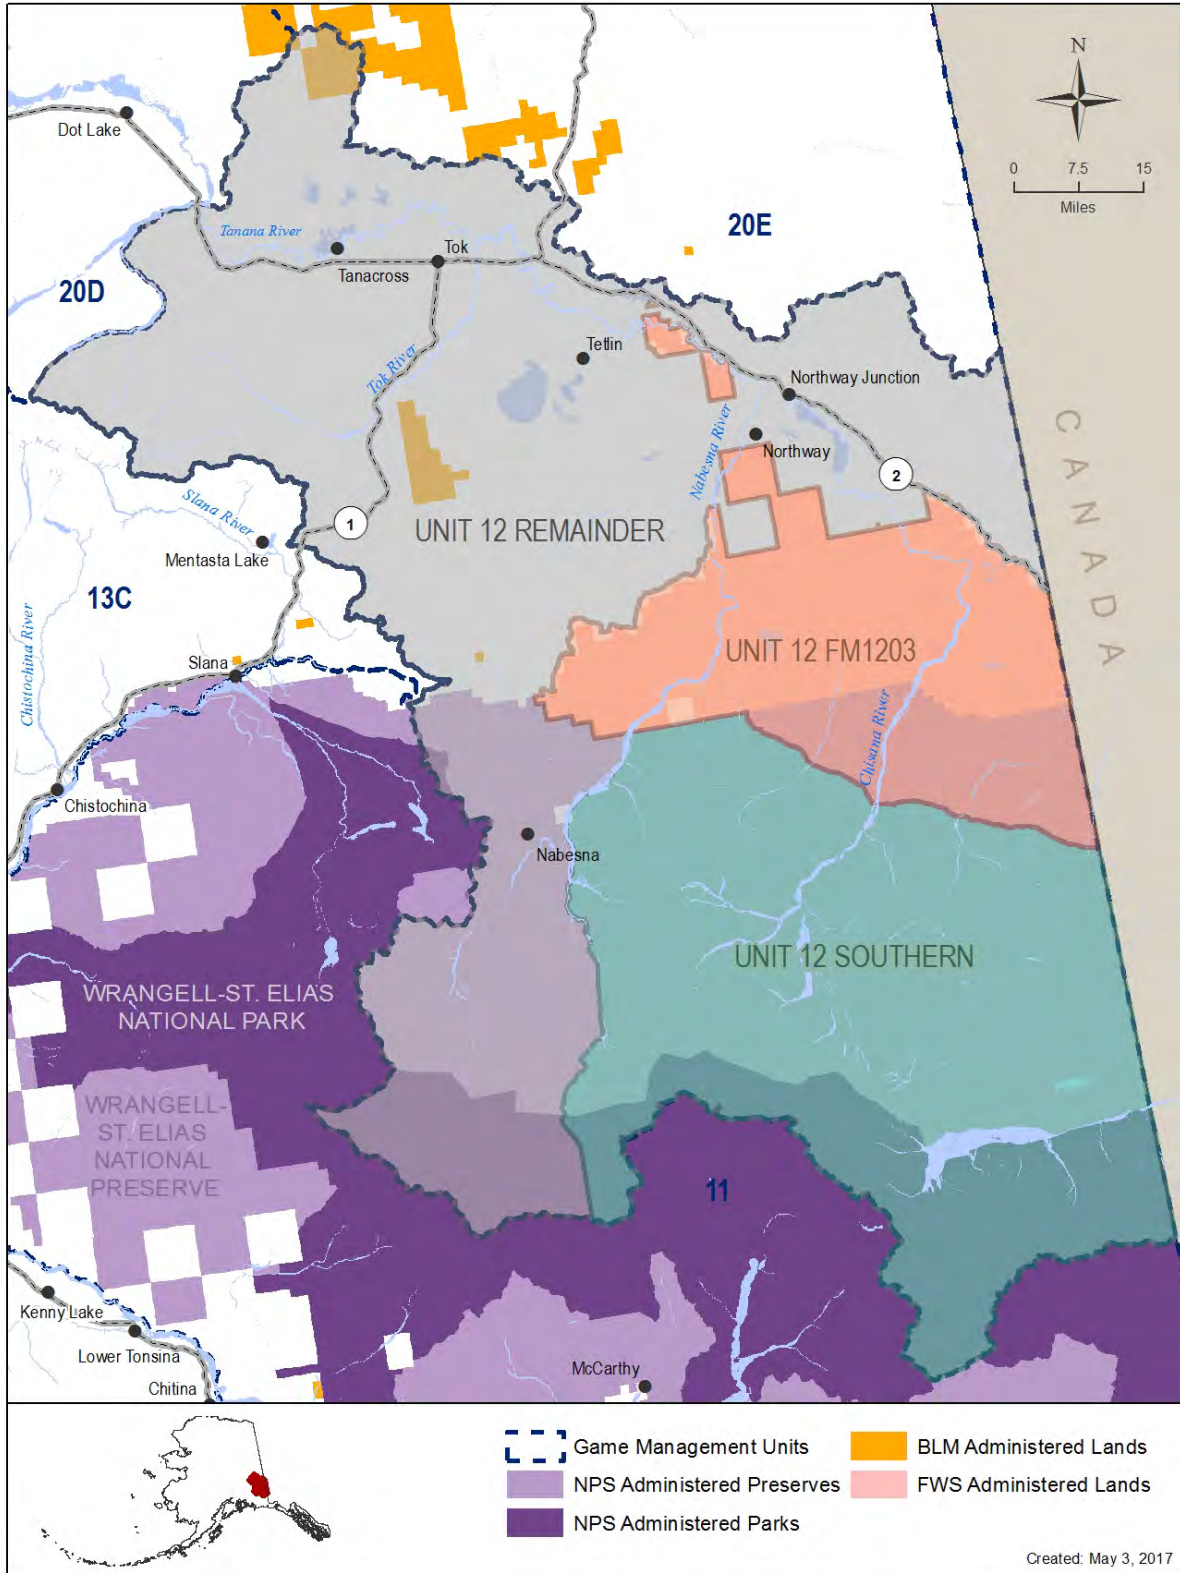 N
0 7.5 15
Miles
Dot Lake
20E
Tanana River
Tok
Tanacross
20D
Tetlin
Tok River
Northway Junction
CANADA
Nabesna River
Northway
2
Slana River
1
UNIT 12 REMAINDER
Mentasta Lake
13C
Chistochina River
UNIT 12 FM1203
Slana
Chisana River
Chistochina
Nabesna
UNIT 12 SOUTHERN
WRANGELL-ST. ELIAS
NATIONAL PARK
WRANGELL-
ST. ELIAS
NATIONAL
PRESERVE
11
Kenny Lake
Lower Tonsina
McCarthy
Chitina
Game Management Units
BLM Administered Lands
NPS Administered Preserves
FWS Administered Lands
NPS Administered Parks
Created: May 3, 2017